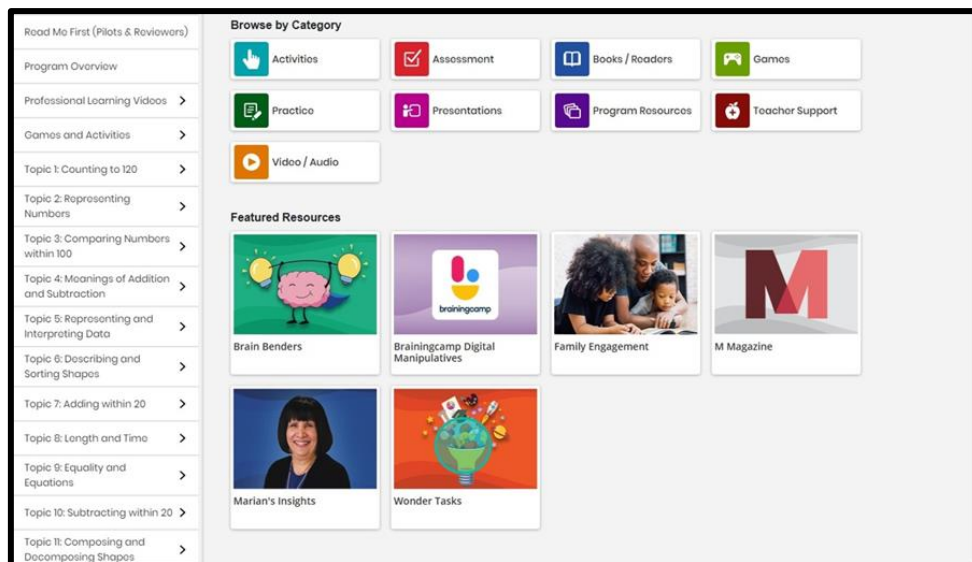 Read Me First (Pilots & Reviewers)
Program Overview
Professional Learning Videos
Games and Activities
Topic 1: Counting to 120
Topic 2: Representing
Numbers
Topic 3: Comparing Numbers
within 100
Topic 4: Meanings of Addition
and Subtraction
Topic 5: Representing and
Interpreting Data
Topic 6: Describing and
Sorting Shapes
Topic 7: Adding within 20
Topic 8: Length and Time
Topic 9: Equality and
Equations
Topic 10: Subtracting within 20
Topic 11: Composing and
Decomposing Shapes
Browse by Category
Activities
Assessment
Books / Readers
Games
Practice
Presentations
Program Resources
Teacher Support
Video / Audio
Featured Resources
Brain Benders
brainingcamp
Brainingcamp Digital
Manipulatives
Family Engagement
M
M Magazine
Marian's Insights
Wonder Tasks